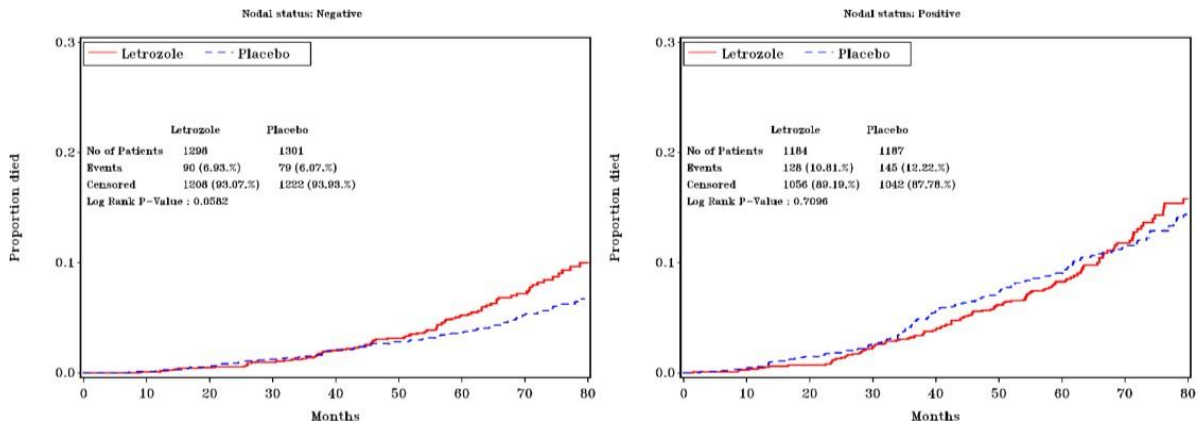 Nodal status: Negative
0.3
Letrozole Placebo
Letrozole Placebo
No of Patients 1298 1301
0.2
Events 90 (6.93.%) 79 (6.07.%)
Censored 1208 (93.07.%) 1222 (93.93.%)
Log Rank P-Value : 0.0582
Proportion died
0.1
0.0
0 10 20 30 40 50 60 70 80
Months
Nodal status: Positive
0.3
Letrozole Placebo
Letrozole Placebo
No of Patients 1184 1187
0.2
Events 128 (10.81.%) 145 (12.22.%)
Censored 1056 (89.19.%) 1042 (87.78.%)
Log Rank P-Value : 0.7096
Proportion died
0.1
0.0
0 10 20 30 40 50 60 70 80
Months